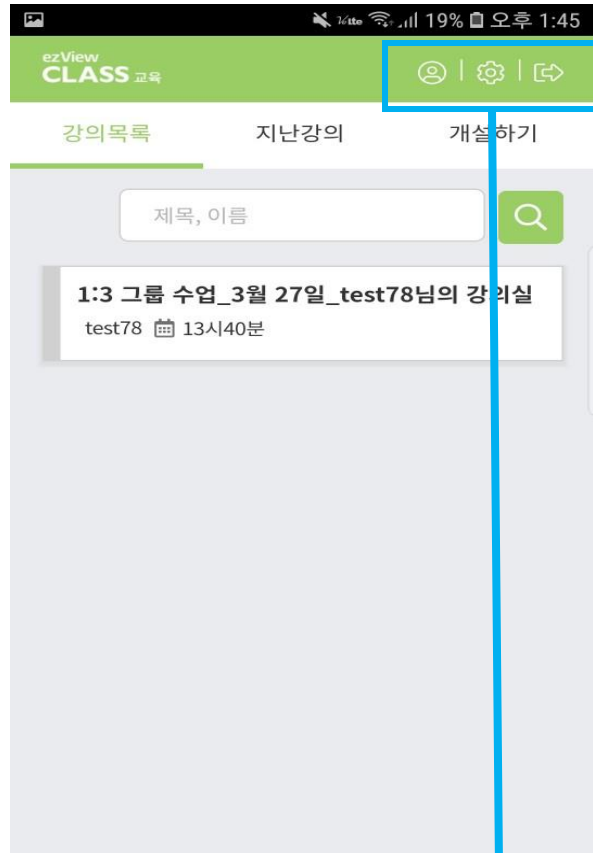 19% 오후 1:45
ezView
CLASS 교육
강의목록 지난강의 개설하기
제목, 이름
1:3 그룹 수업_3월 27일_test78님의 강의실
test78 13시40분